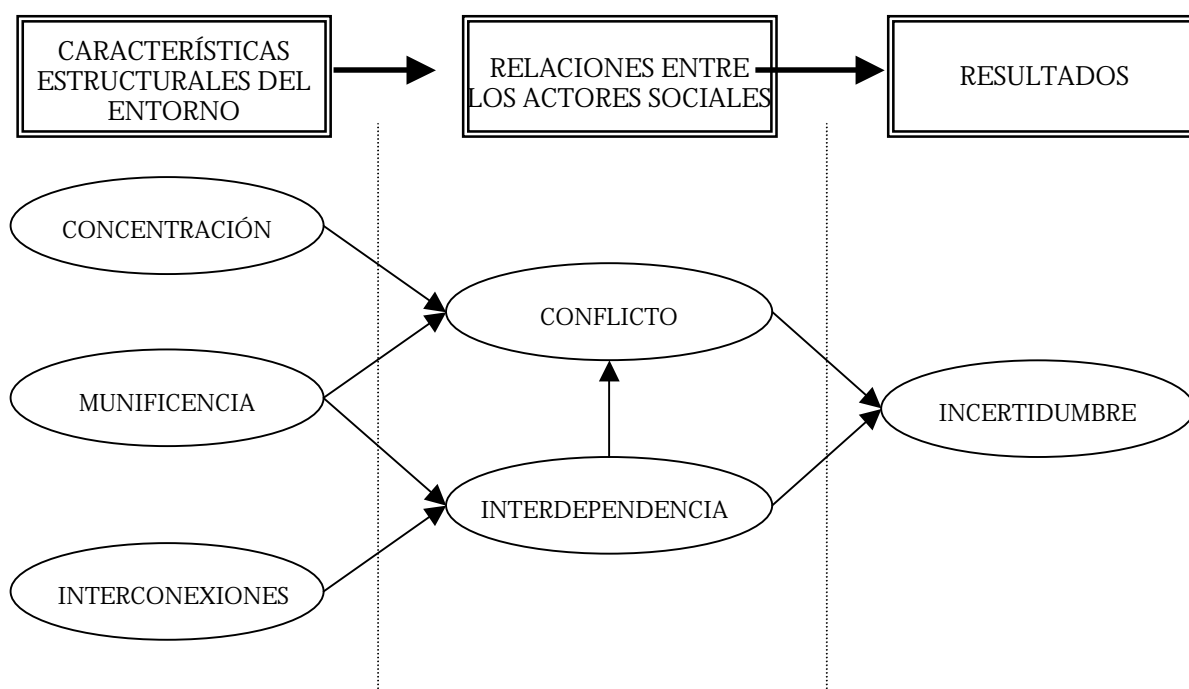 CARACTERÍSTICAS
ESTRUCTURALES DEL
ENTORNO
RELACIONES ENTRE
LOS ACTORES SOCIALES
RESULTADOS
CONCENTRACIÓN
CONFLICTO
MUNIFICENCIA
INCERTIDUMBRE
INTERDEPENDENCIA
INTERCONEXIONES